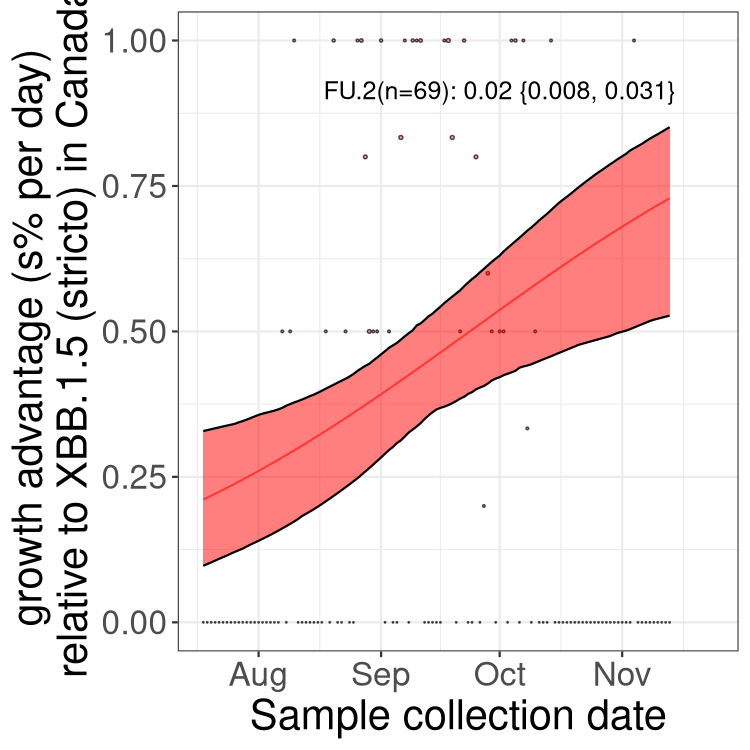 growth advantage (s% per day)
relative to XBB.1.5 (stricto) in Canada
1.00
0.75
0.50
0.25
0.00
FU.2(n=69): 0.02 {0.008, 0.031}
Aug Sep Oct Nov
Sample collection date